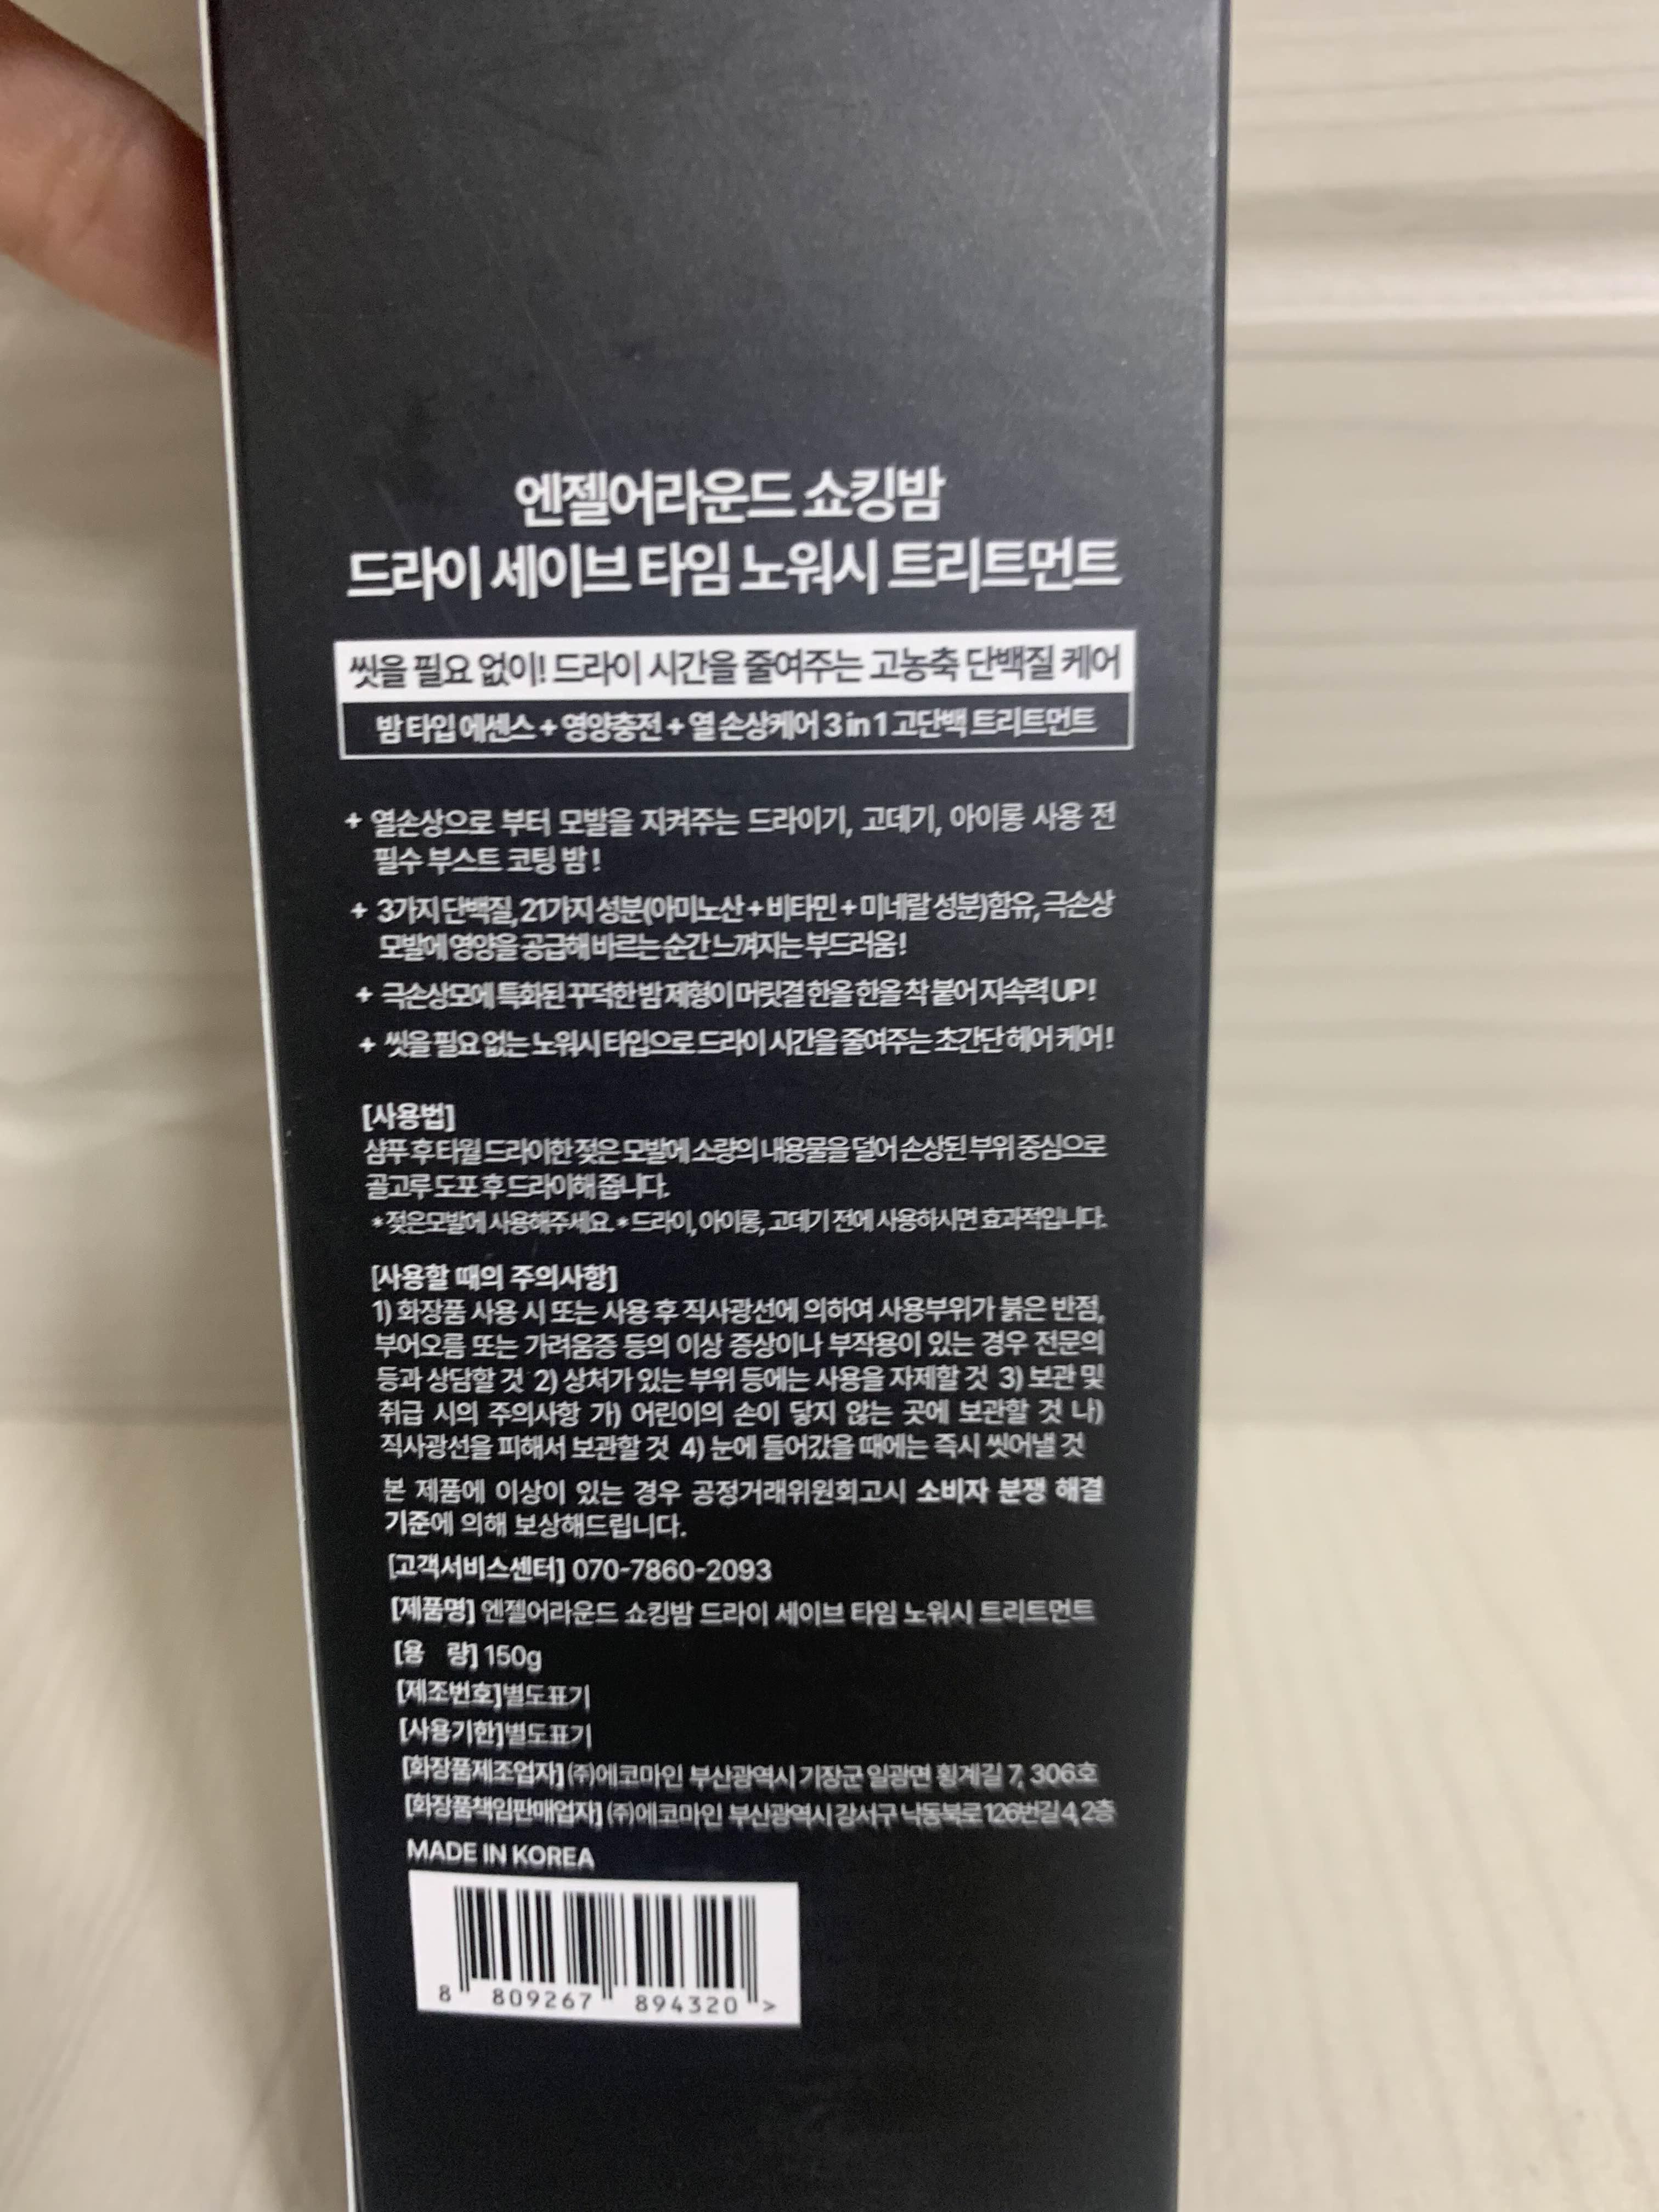 엔젤어라운드 쇼킹밤
드라이 세이브 타임 노워시 트리트먼트
씻을 필요 없이! 드라이 시간을 줄여주는 고농축 단백질 케어
밤 타입 에센스 + 영양충전 + 열 손상케어 3 in 1 고단백 트리트먼트
+ 열손상으로 부터 모발을 지켜주는 드라이기, 고데기, 아이롱 사용 전
필수 부스트 코팅 밤 !
+ 3가지 단백질, 21가지 성분(아미노산 + 비타민 + 미네랄 성분)함유, 극손상
모발에 영양을 공급해 바르는 순간 느껴지는 부드러움 !
+ 극손상모에 특화된 꾸덕한 밤 제형이 머릿결 한올 한올 착 붙어 지속력 UP !
+ 씻을 필요 없는 노워시 타입으로 드라이 시간을 줄여주는 초간단 헤어 케어 !
[사용법]
샴푸 후 타월 드라이한 젖은 모발에 소량의 내용물을 덜어 손상된 부위 중심으로
골고루 도포 후 드라이해 줍니다.
* 젖은모발에 사용해주세요. * 드라이, 아이롱, 고데기 전에 사용하시면 효과적입니다.
[사용할 때의 주의사항]
1) 화장품 사용 시 또는 사용 후 직사광선에 의하여 사용부위가 붉은 반점,
부어오름 또는 가려움증 등의 이상 증상이나 부작용이 있는 경우 전문의
등과 상담할 것 2) 상처가 있는 부위 등에는 사용을 자제할 것 3) 보관 및
취급 시의 주의사항 가) 어린이의 손이 닿지 않는 곳에 보관할 것 나)
직사광선을 피해서 보관할 것 4) 눈에 들어갔을 때에는 즉시 씻어낼 것
본 제품에 이상이 있는 경우 공정거래위원회고시 소비자 분쟁 해결
기준에 의해 보상해드립니다.
[고객서비스센터] 070-7860-2093
[제품명] 엔젤어라운드 쇼킹밤 드라이 세이브 타임 노워시 트리트먼트
[용 량] 150g
[제조번호]별도표기
[사용기한]별도표기
[화장품제조업자] ㈜에코마인 부산광역시 기장군 일광면 횡계길 7, 306호
[화장품책임판매업자] ㈜에코마인 부산광역시 강서구 낙동북로126번길 4, 2층
MADE IN KOREA
8 809267 894320 >